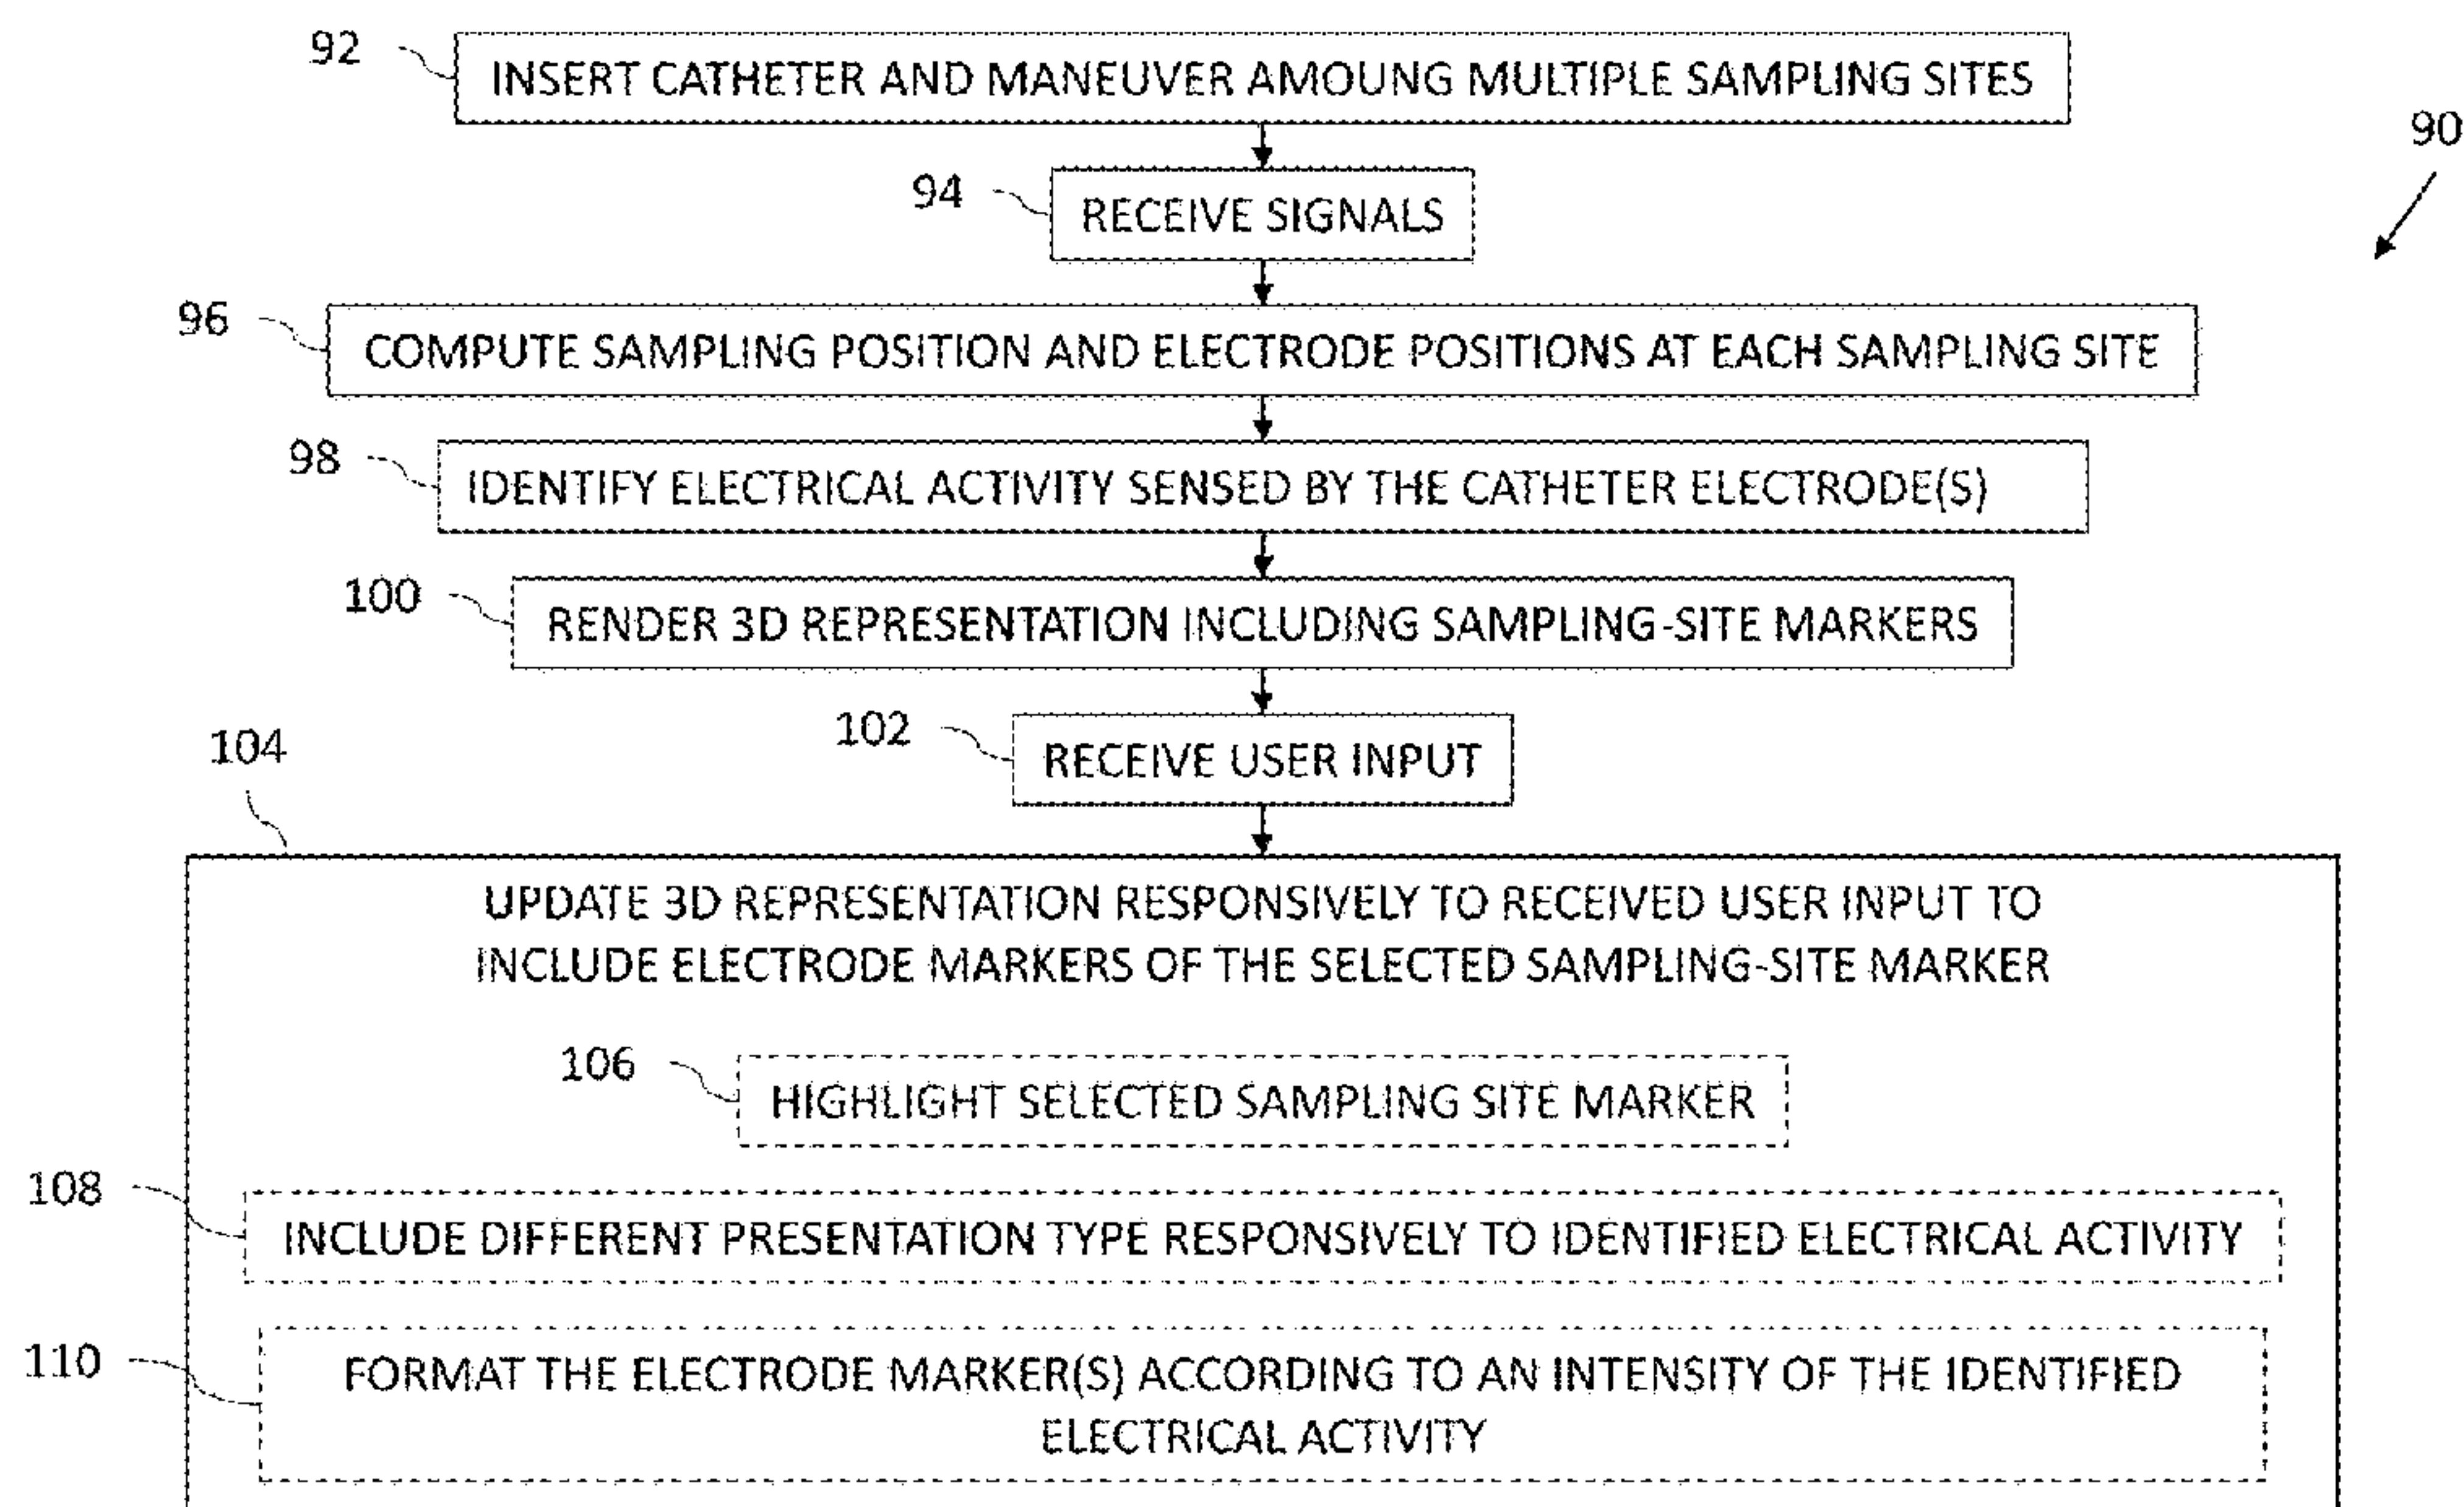 92
INSERT CATHETER AND MANEUVER AMOUNG MULTIPLE SAMPLING SITES
90
94
RECEIVE SIGNALS
96
COMPUTE SAMPLING POSITION AND ELECTRODE POSITIONS AT EACH SAMPLING SITE
98
IDENTIFY ELECTRICAL ACTIVITY SENSED BY THE CATHETER ELECTRODE(S)
100
RENDER 3D REPRESENTATION INCLUDING SAMPLING-SITE MARKERS
102
RECEIVE USER INPUT
104
UPDATE 3D REPRESENTATION RESPONSIVELY TO RECEIVED USER INPUT TO
INCLUDE ELECTRODE MARKERS OF THE SELECTED SAMPLING-SITE MARKER
106
HIGHLIGHT SELECTED SAMPLING SITE MARKER
108
INCLUDE DIFFERENT PRESENTATION TYPE RESPONSIVELY TO IDENTIFIED ELECTRICAL ACTIVITY
110
FORMAT THE ELECTRODE MARKER(S) ACCORDING TO AN INTENSITY OF THE IDENTIFIED
ELECTRICAL ACTIVITY